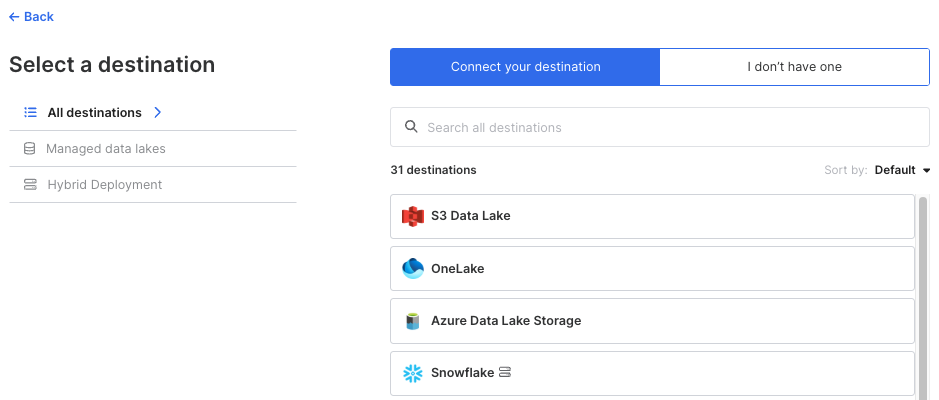 Back
Select a destination
All destinations
Managed data lakes
Hybrid Deployment
Connect your destination
I don't have one
Search all destinations
31 destinations
Sort by: Default
S3 Data Lake
OneLake
Azure Data Lake Storage
Snowflake